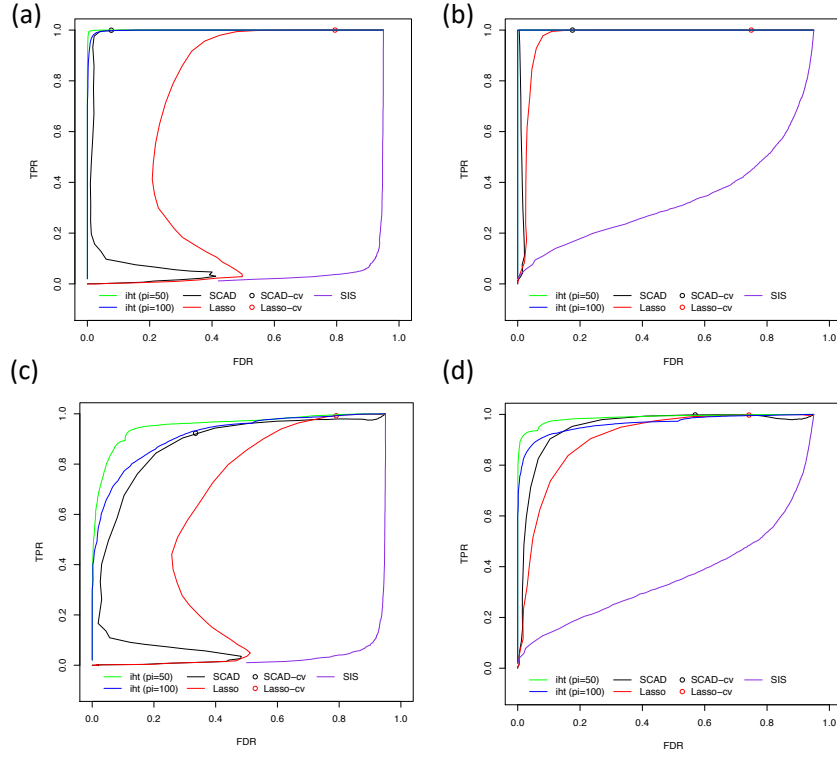 (a)
(b)
TPR
0.0 0.2 0.4 0.6 0.8 1.0
iht (pi=50) SCAD SCAD-cv SIS
iht (pi=100) Lasso Lasso-cv
0.0 0.2 0.4 0.6 0.8 1.0
FDR
TPR
0.0 0.2 0.4 0.6 0.8 1.0
iht (pi=50) SCAD SCAD-cv SIS
iht (pi=100) Lasso Lasso-cv
0.0 0.2 0.4 0.6 0.8 1.0
FDR
(c)
(d)
TPR
0.0 0.2 0.4 0.6 0.8 1.0
iht (pi=50) SCAD SCAD-cv SIS
iht (pi=100) Lasso Lasso-cv
0.0 0.2 0.4 0.6 0.8 1.0
FDR
TPR
0.0 0.2 0.4 0.6 0.8 1.0
iht (pi=50) SCAD SCAD-cv SIS
iht (pi=100) Lasso Lasso-cv
0.0 0.2 0.4 0.6 0.8 1.0
FDR